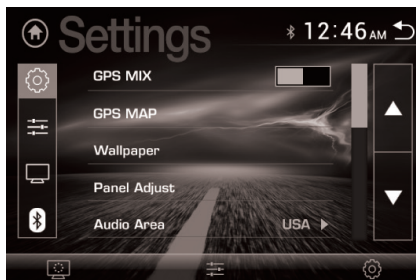 Settings
12:46AM
GPS MIX
GPS MAP
Wallpaper
Panel Adjust
Audio Area USA